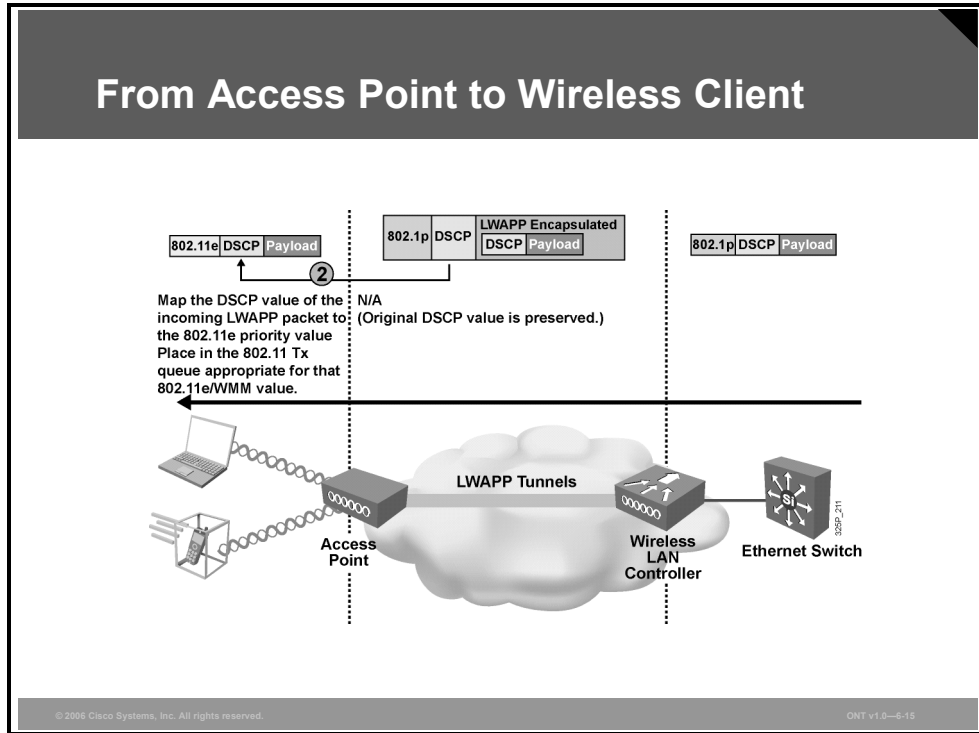 From Access Point to Wireless Client
802.11e DSCP Payload
802.1p DSCP
LWAPP Encapsulated
DSCP Payload
802.1p DSCP Payload
2
Map the DSCP value of the
incoming LWAPP packet to
the 802.11e priority value
Place in the 802.11 Tx
queue appropriate for that
802.11e/WMM value.
N/A
(Original DSCP value is preserved.)
LWAPP Tunnels
Si
325P_211
Access
Point
Wireless
LAN
Controller
Ethernet Switch
© 2006 Cisco Systems, Inc. All rights reserved.
ONT v1.0—6-15